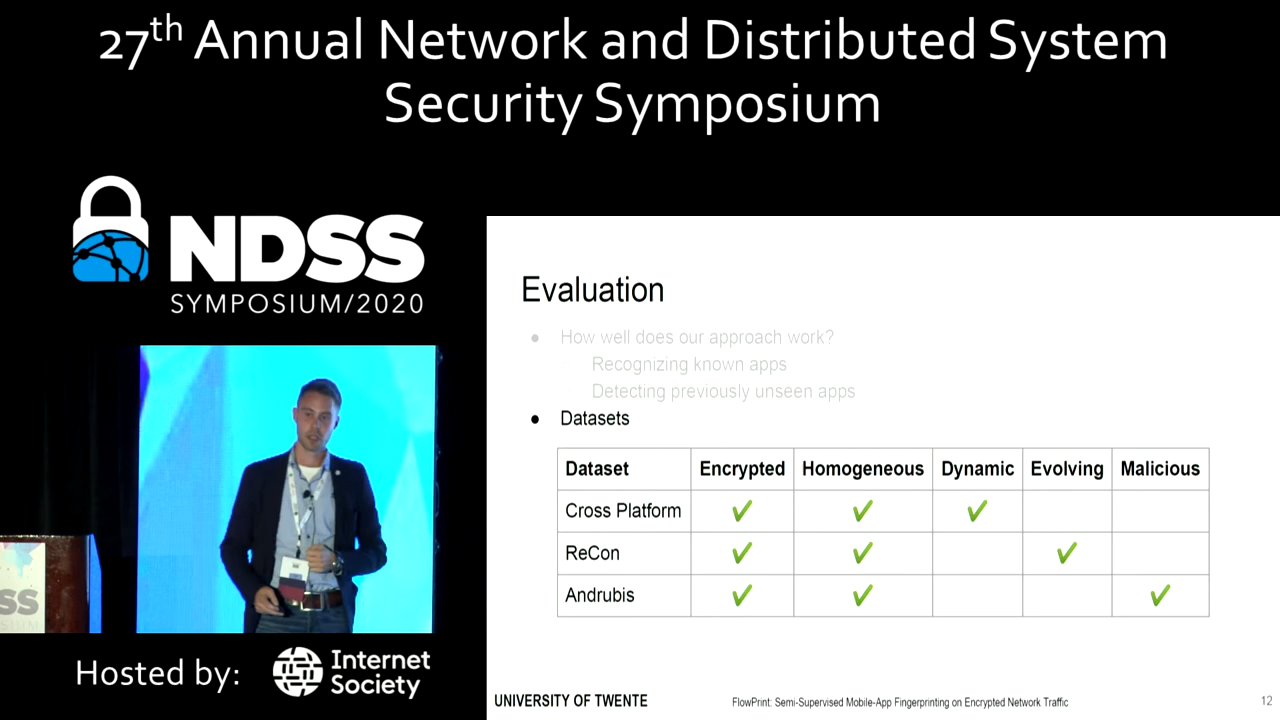 27th Annual Network and Distributed System
Security Symposium
NDSS
SYMPOSIUM/2020
Evaluation
● How well does our approach work?
Recognizing known apps
Detecting previously unseen apps
● Datasets
Dataset Encrypted Homogeneous Dynamic Evolving Malicious
Cross Platform ✓ ✓ ✓
ReCon ✓ ✓ ✓
Andrubis ✓ ✓ ✓
SS
Hosted by:
Internet
Society
UNIVERSITY OF TWENTE
FlowPrint: Semi-Supervised Mobile-App Fingerprinting on Encrypted Network Traffic
12